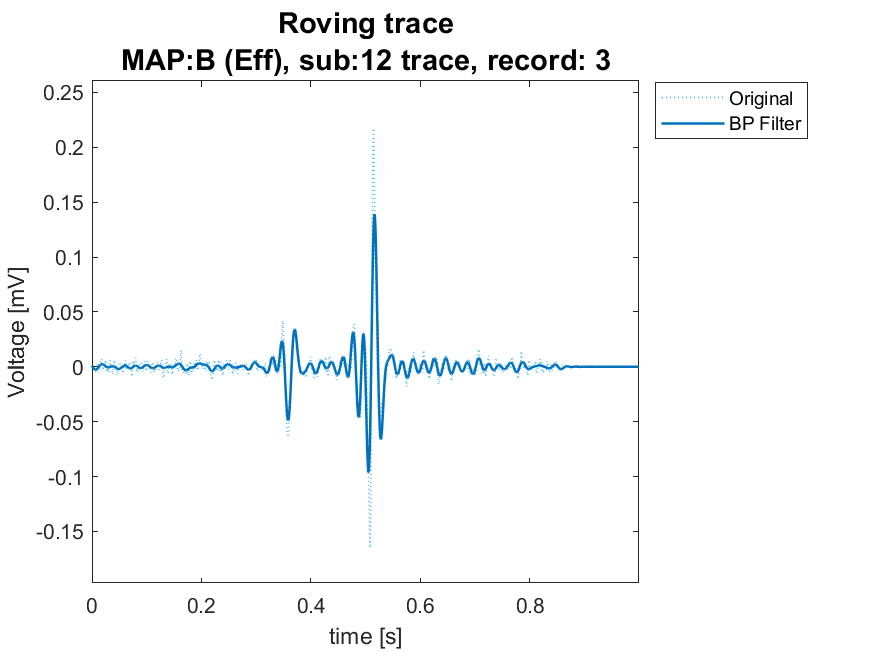 Roving trace
MAP:B (Eff), sub:12 trace, record: 3
Original
BP Filter
0.25
0.2
0.15
0.1
0.05
0
-0.05
-0.1
-0.15
Voltage [mV]
0
0.2
0.4
0.6
0.8
time [s]